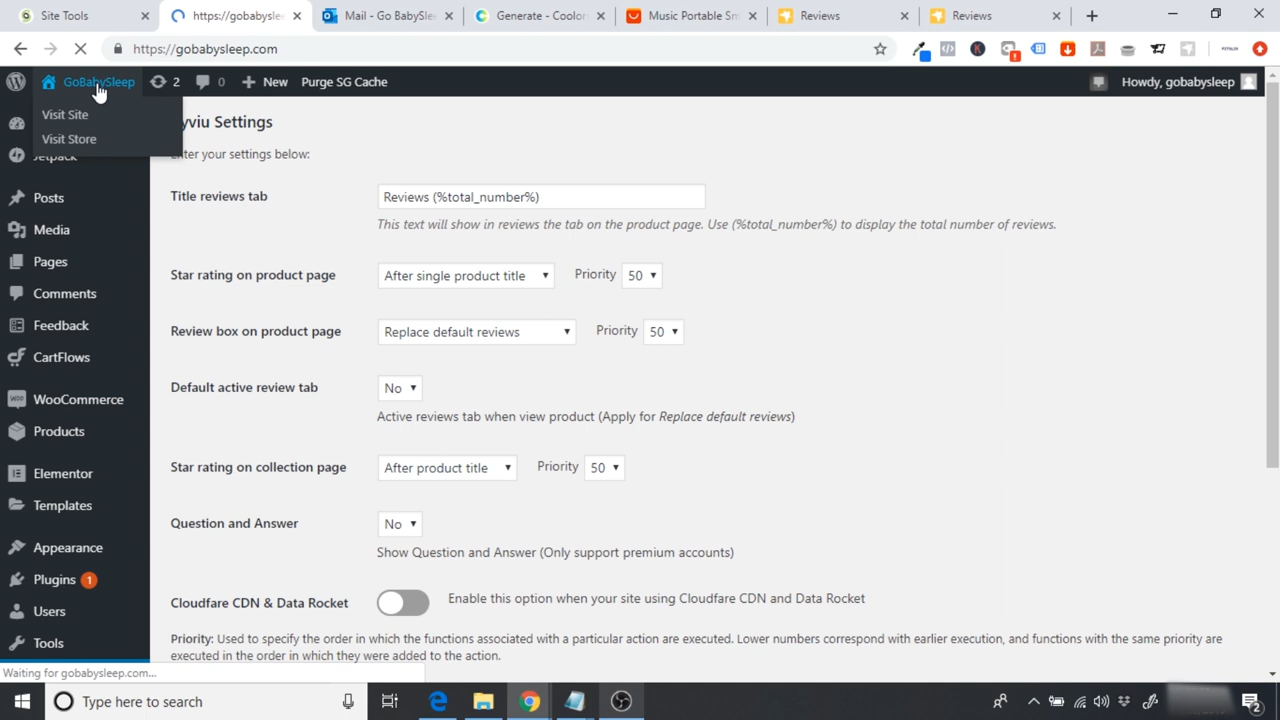 Site Tools
https://gobabysle
Mail - Go BabySle
Generate - Coolor
Music Portable Sm
Reviews
Reviews
https://gobabysleep.com
GoBabySleep
2
0
New
Purge SG Cache
Howdy, gobabysleep
Visit Site
Visit Store
Jetpack
Posts
Media
Pages
Comments
Feedback
CartFlows
WooCommerce
Products
Elementor
Templates
Appearance
Plugins 1
Users
Tools
yviu Settings
Enter your settings below:
Title reviews tab
Reviews (%total_number%)
This text will show in reviews the tab on the product page. Use (%total_number%) to display the total number of reviews.
Star rating on product page
After single product title
Priority
50
Review box on product page
Replace default reviews
Priority
50
Default active review tab
No
Active reviews tab when view product (Apply for Replace default reviews)
Star rating on collection page
After product title
Priority
50
Question and Answer
No
Show Question and Answer (Only support premium accounts)
Cloudfare CDN & Data Rocket
Enable this option when your site using Cloudfare CDN and Data Rocket
Priority: Used to specify the order in which the functions associated with a particular action are executed. Lower numbers correspond with earlier execution, and functions with the same priority are
executed in the order in which they were added to the action.
Waiting for gobabysleep.com...
Type here to search
2